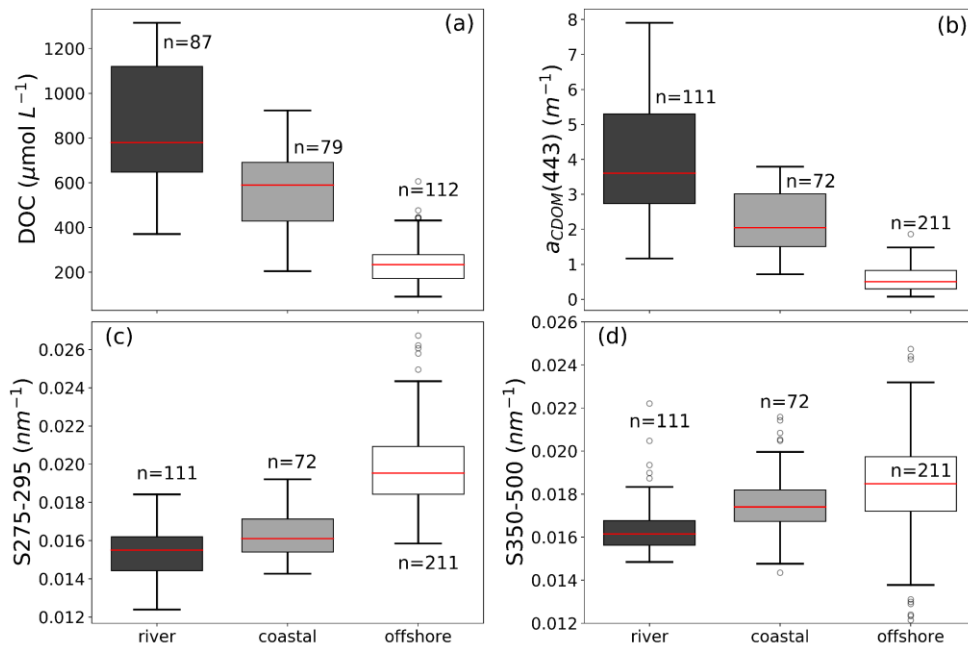 (a)
n=87
n=79
n=112
1200
1000
800
600
400
200
DOC (μmol L⁻¹)
(b)
n=111
n=72
n=211
8
7
6
5
4
3
2
1
0
a_CDOM(443) (m⁻¹)
(c)
n=111
n=72
n=211
0.026
0.024
0.022
0.020
0.018
0.016
0.014
0.012
S275-295 (nm⁻¹)
river coastal offshore
(d)
n=111
n=72
n=211
0.026
0.024
0.022
0.020
0.018
0.016
0.014
0.012
S350-500 (nm⁻¹)
river coastal offshore